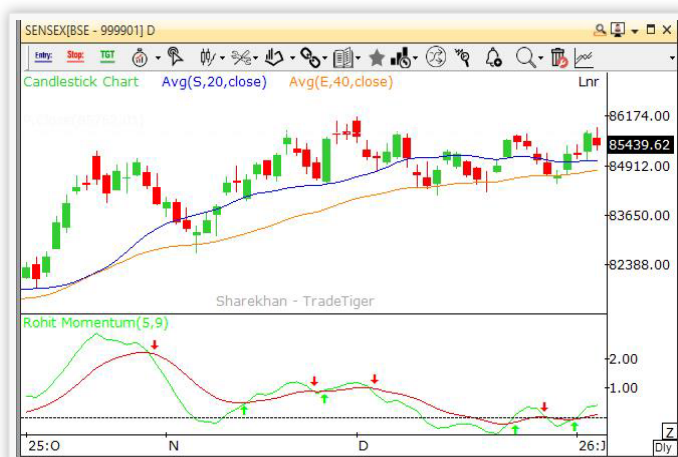 SENSEX[BSE - 999901] D
Entry: Stop: TGT
Candlestick Chart Avg(S,20,close) Avg(E,40,close) Lnr
86174.00
85439.62
84912.00
83650.00
82388.00
Sharekhan - TradeTiger
Rohit Momentum(5,9)
2.00
1.00
25:O N D 26:J
Z
Dly